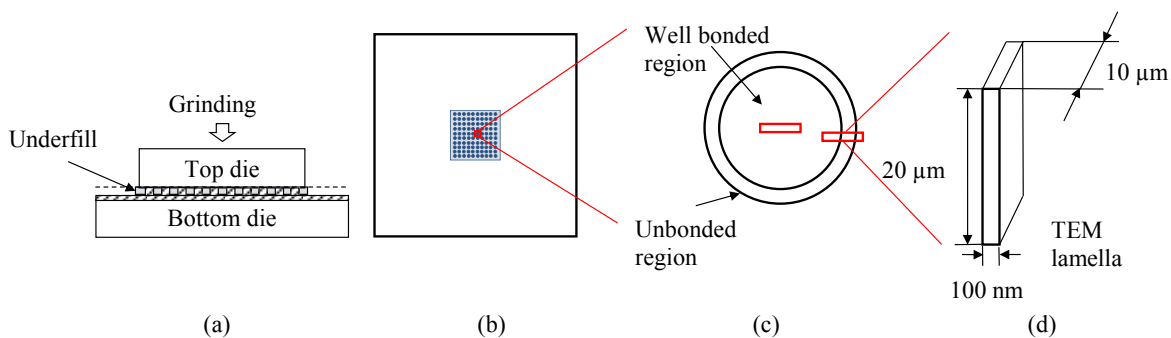 Grinding
Underfill
Top die
Bottom die
(a)
(b)
Well bonded
region
Unbonded
region
(c)
10 µm
20 µm
TEM
lamella
100 nm
(d)